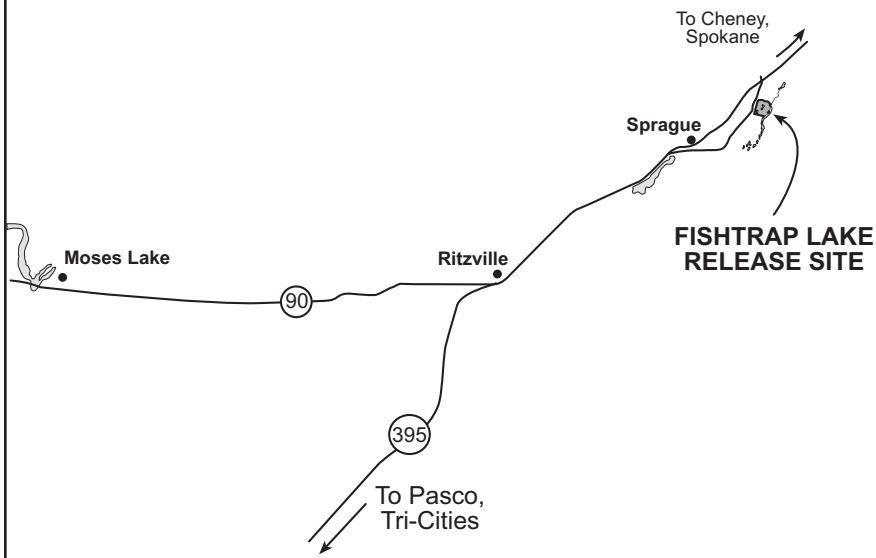 To Cheney,
Spokane
Sprague
FISHTRAP LAKE
RELEASE SITE
Moses Lake
Ritzville
90
395
To Pasco,
Tri-Cities